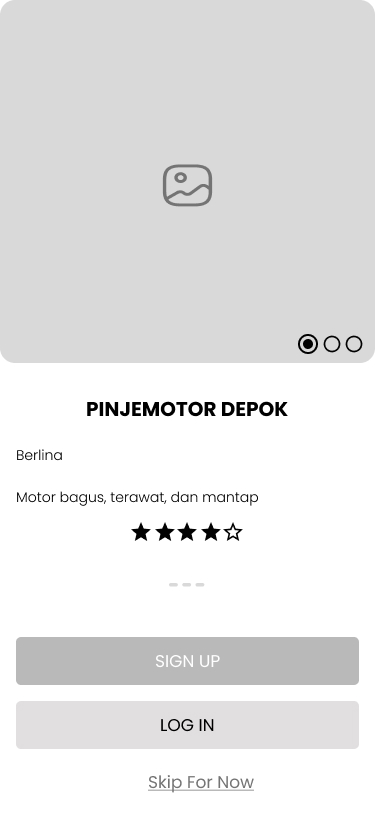 PINJEMOTOR DEPOK
Berlina
Motor bagus, terawat, dan mantap
SIGN UP
LOG IN
Skip For Now